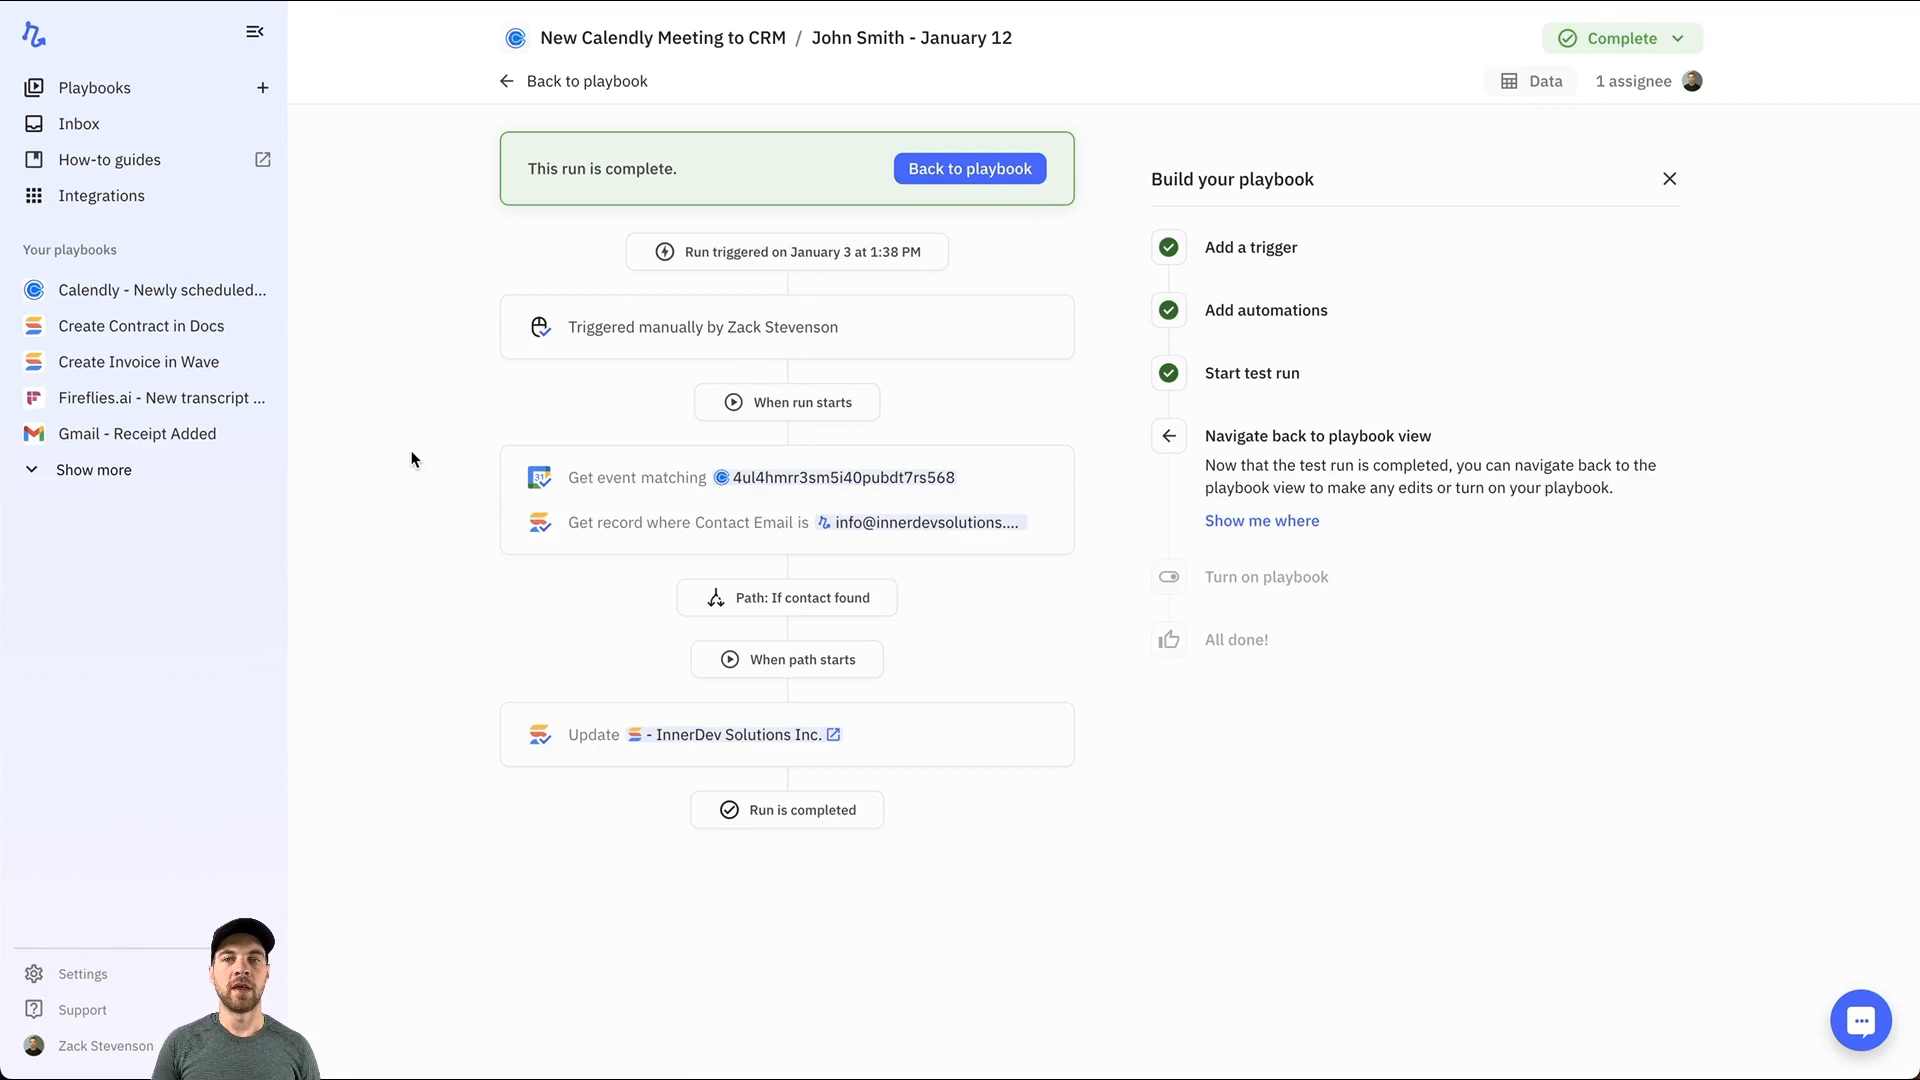 New Calendly Meeting to CRM / John Smith - January 12
Complete
Back to playbook
Data
1 assignee
Playbooks
Inbox
How-to guides
Integrations
Your playbooks
Calendly - Newly scheduled...
Create Contract in Docs
Create Invoice in Wave
Fireflies.ai - New transcript ...
Gmail - Receipt Added
Show more
Settings
Support
Zack Stevenson
This run is complete.
Back to playbook
Run triggered on January 3 at 1:38 PM
Triggered manually by Zack Stevenson
When run starts
Get event matching 4ul4hmrr3sm5i40pubdt7rs568
Get record where Contact Email is info@innerdevsolutions....
Path: If contact found
When path starts
Update - InnerDev Solutions Inc.
Run is completed
Build your playbook
Add a trigger
Add automations
Start test run
Navigate back to playbook view
Now that the test run is completed, you can navigate back to the
playbook view to make any edits or turn on your playbook.
Show me where
Turn on playbook
All done!